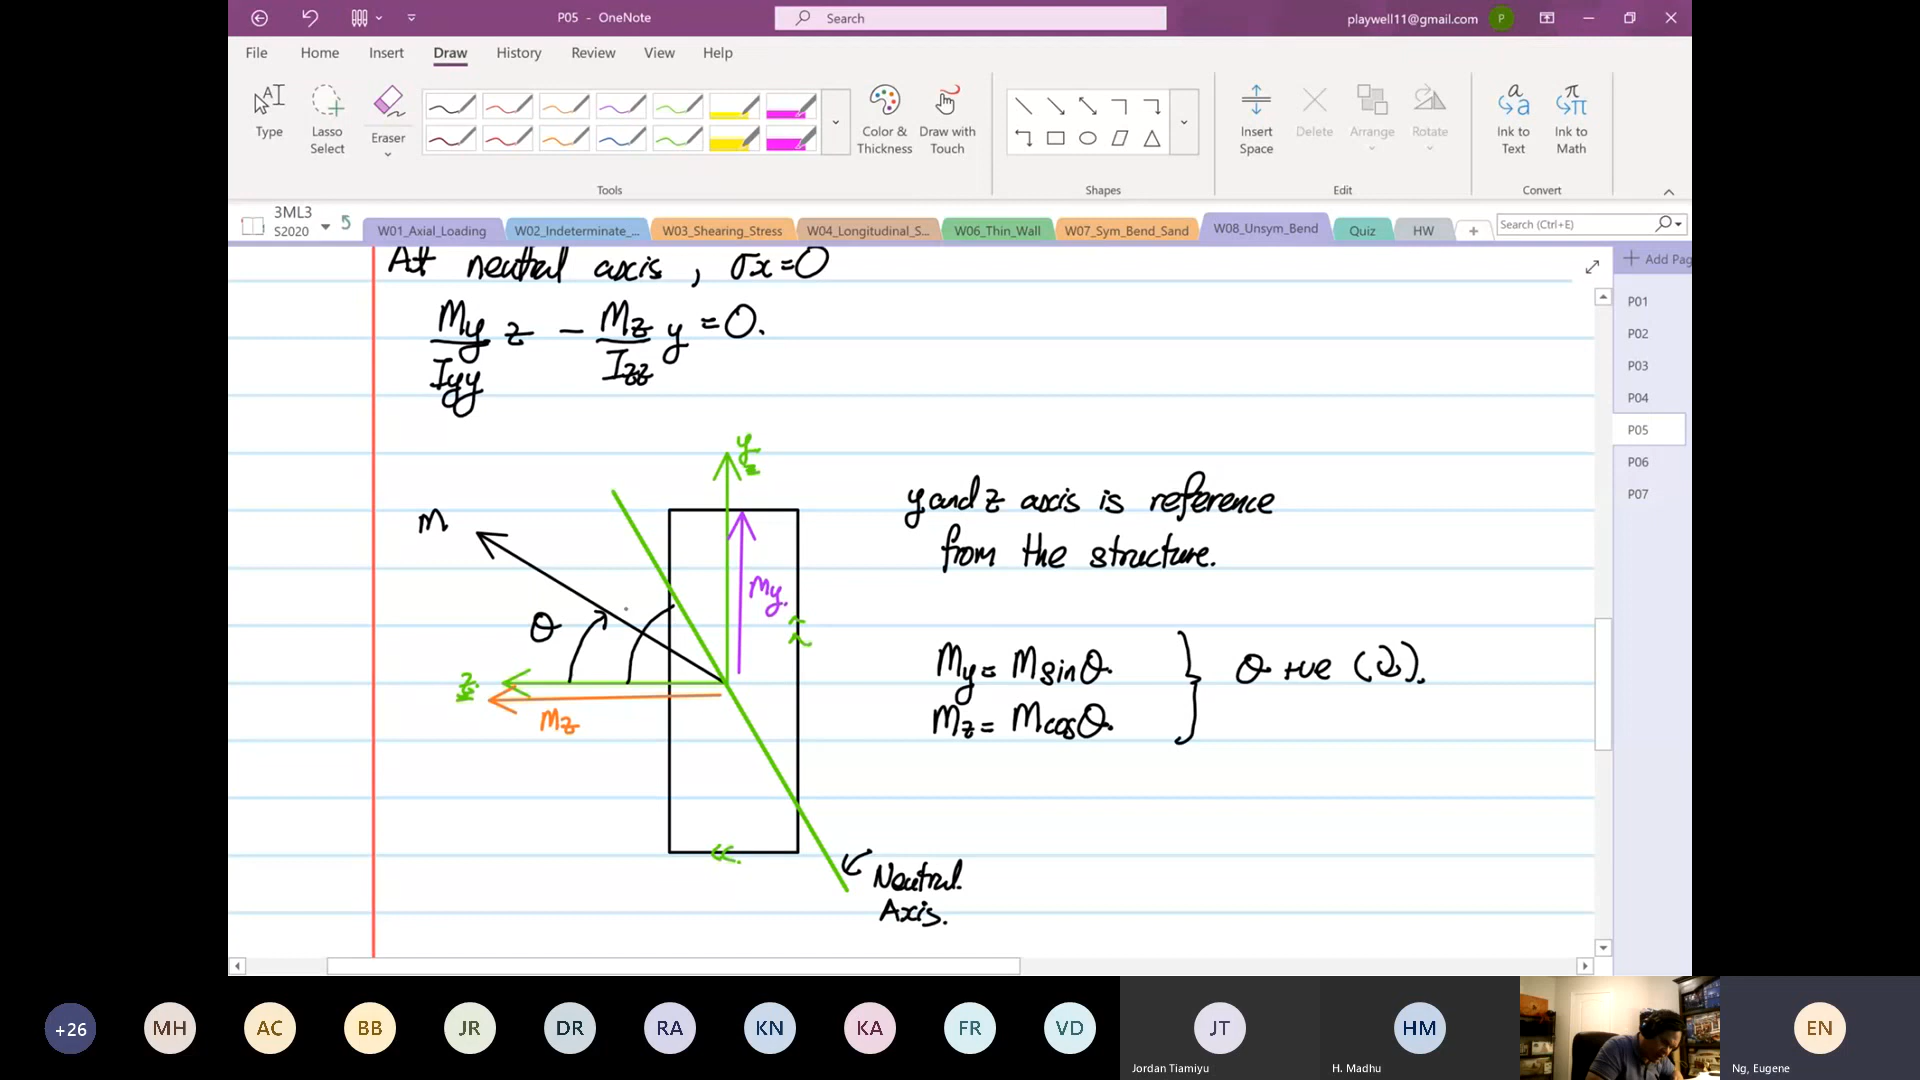 P05 - OneNote
Search
playwell11@gmail.com
P
File Home Insert Draw History Review View Help
Type
Lasso Select
Eraser
Color & Thickness
Draw with Touch
Insert Space
Delete
Arrange
Rotate
Ink to Text
Ink to Math
Tools
Shapes
Edit
Convert
3ML3 S2020
W01_Axial_Loading
W02_Indeterminate_...
W03_Shearing_Stress
W04_Longitudinal_S...
W06_Thin_Wall
W07_Sym_Bend_Sand
W08_Unsym_Bend
Quiz
HW
+
Search (Ctrl+E)
Add Pag
P01
P02
P03
P04
P05
P06
P07
At neutral axis, σx=0
My/Iyy z - Mz/Izz y = 0.
y
M
My.
θ
z
Mz
y and z axis is reference
from the structure.
My = M sin θ.
Mz = M cos θ.
θ +ve (↻).
Neutral
Axis.
+26
MH
AC
BB
JR
DR
RA
KN
KA
FR
VD
JT
Jordan Tiamiyu
HM
H. Madhu
EN
Ng, Eugene